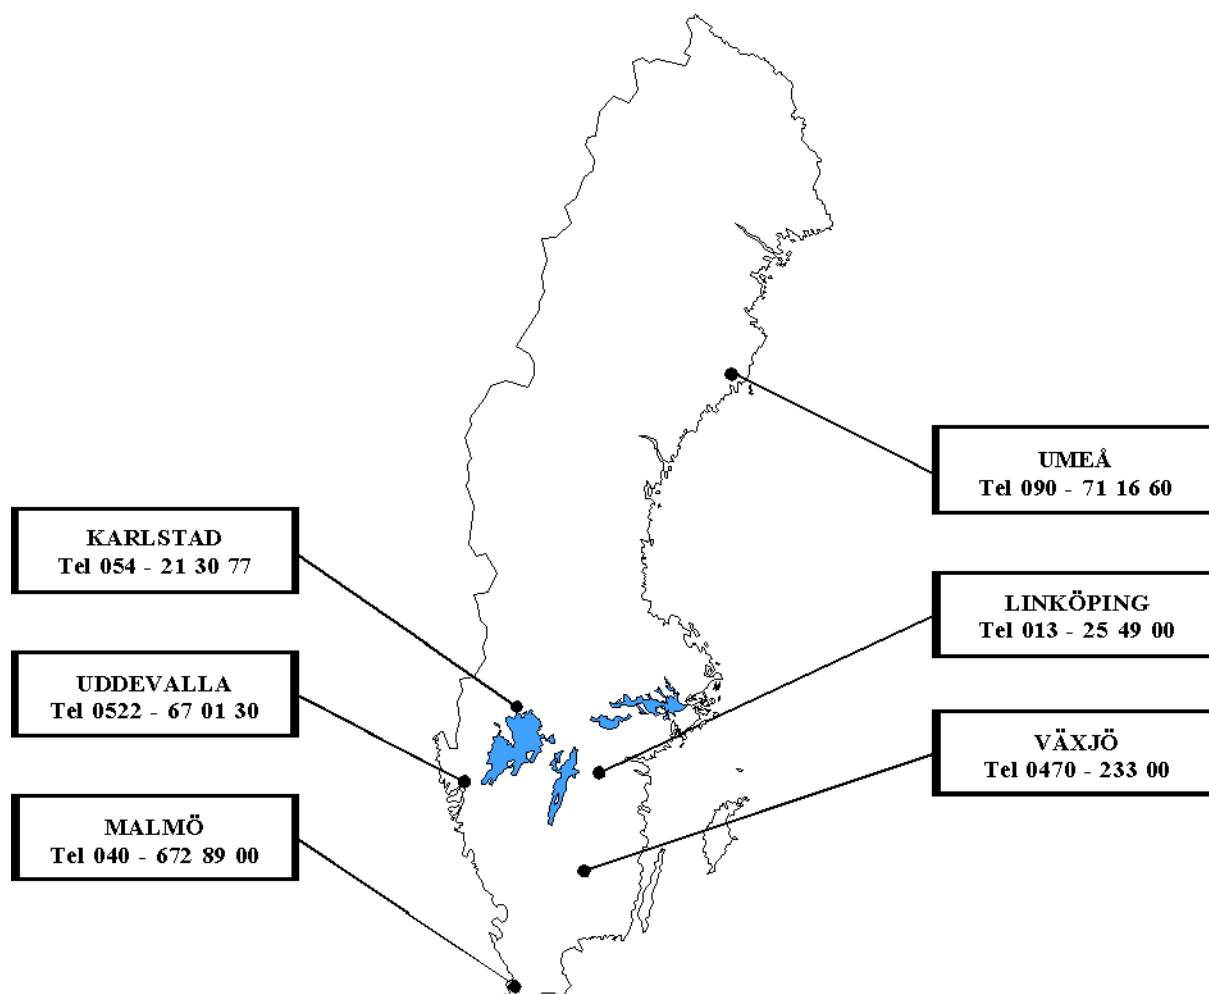 UMEÅ
Tel 090 - 71 16 60
KARLSTAD
Tel 054 - 21 30 77
LINKÖPING
Tel 013 - 25 49 00
UDDEVALLA
Tel 0522 - 67 01 30
VÄXJÖ
Tel 0470 - 233 00
MALMÖ
Tel 040 - 672 89 00